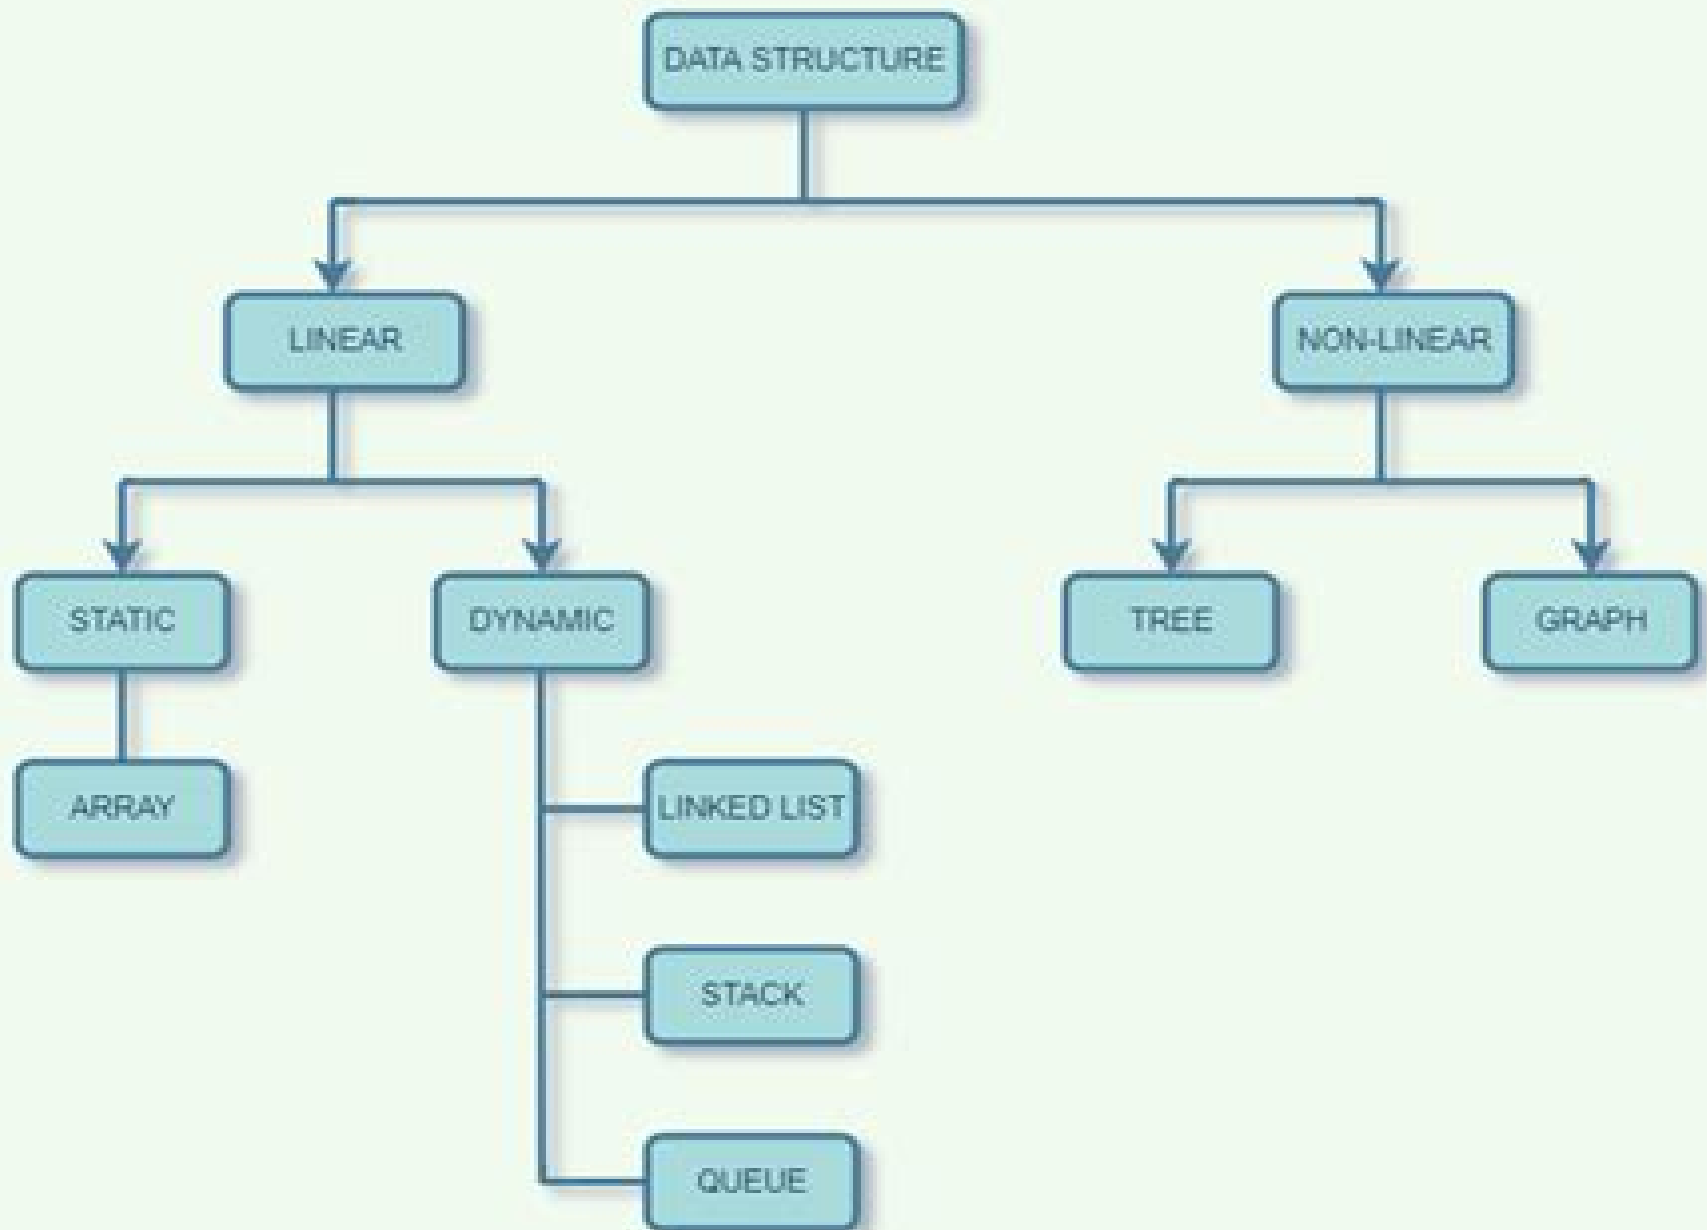 DATA STRUCTURE
LINEAR
NON-LINEAR
STATIC
DYNAMIC
TREE
GRAPH
ARRAY
LINKED LIST
STACK
QUEUE